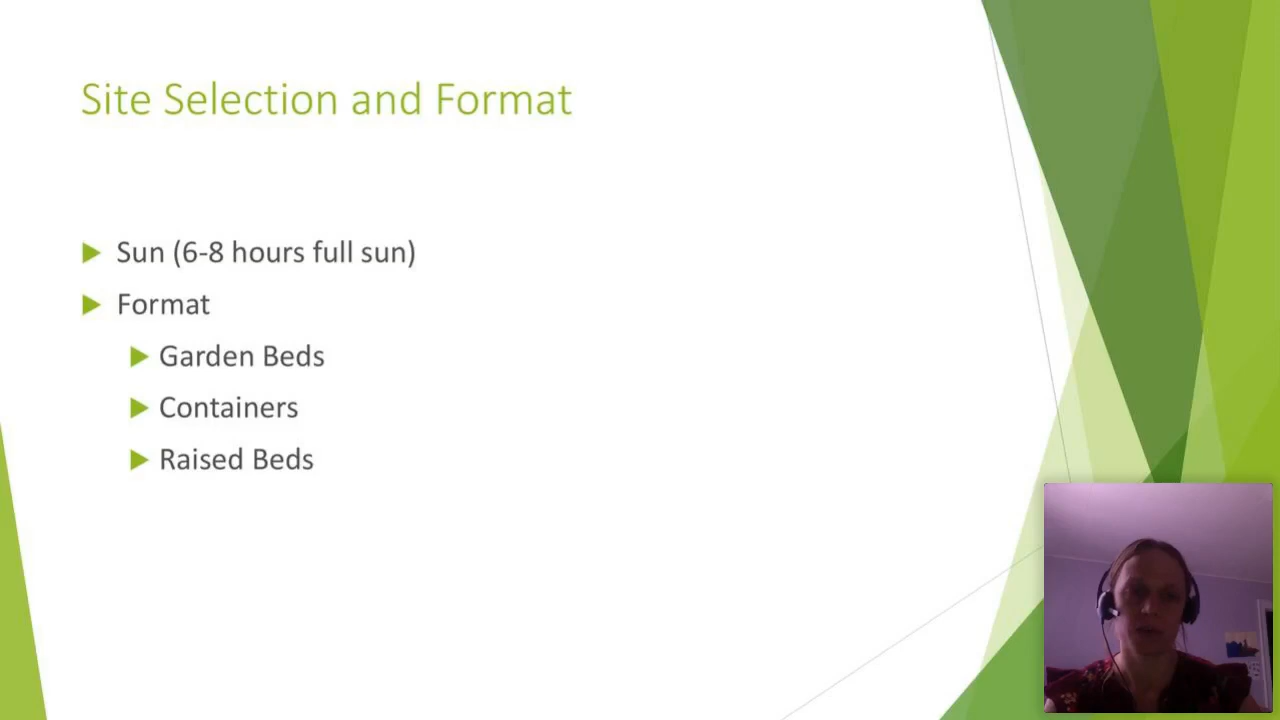 Site Selection and Format
Sun (6-8 hours full sun)
Format
Garden Beds
Containers
Raised Beds